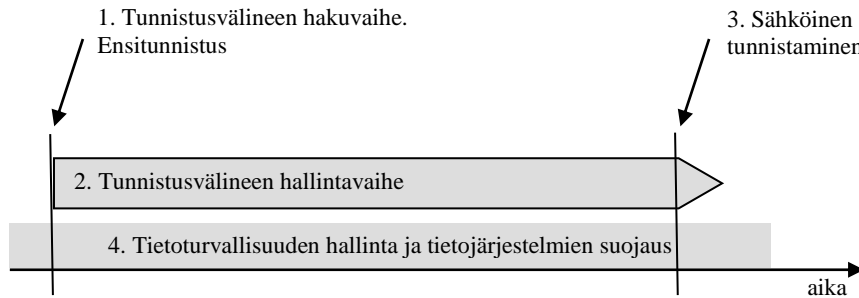 1. Tunnistusvälineen hakuvaihe.
Ensitunnistus
3. Sähköinen
tunnistaminen
2. Tunnistusvälineen hallintavaihe
4. Tietoturvallisuuden hallinta ja tietojärjestelmien suojaus
aika